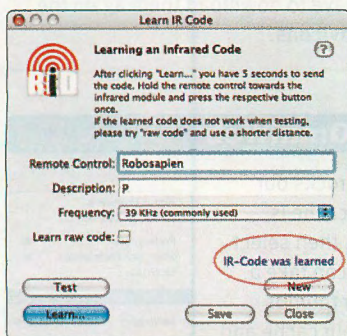 Learn IR Code
RiD
Learning an Infrared Code
?
After clicking "Learn..." you have 5 seconds to send
the code. Hold the remote control towards the
infrared module and press the respective button
once.
If the learned code does not work when testing,
please try "raw code" and use a shorter distance.
Remote Control: Robosapien
Description: P
Frequency: 39 KHz (commonly used)
Learn raw code:
IR-Code was learned
Test
New
Learn...
Save
Close